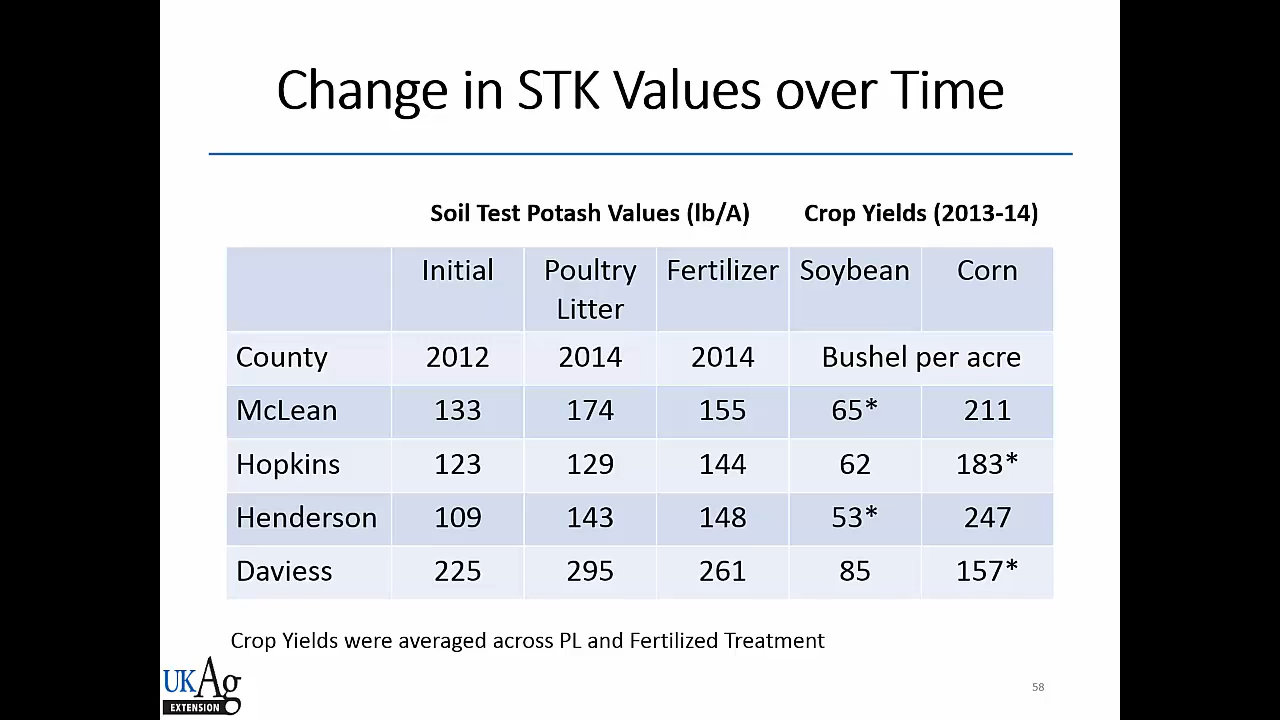 Change in STK Values over Time
Soil Test Potash Values (lb/A) Crop Yields (2013-14)
Initial Poultry Litter Fertilizer Soybean Corn
County 2012 2014 2014 Bushel per acre
McLean 133 174 155 65* 211
Hopkins 123 129 144 62 183*
Henderson 109 143 148 53* 247
Daviess 225 295 261 85 157*
Crop Yields were averaged across PL and Fertilized Treatment
UKAg
EXTENSION
58